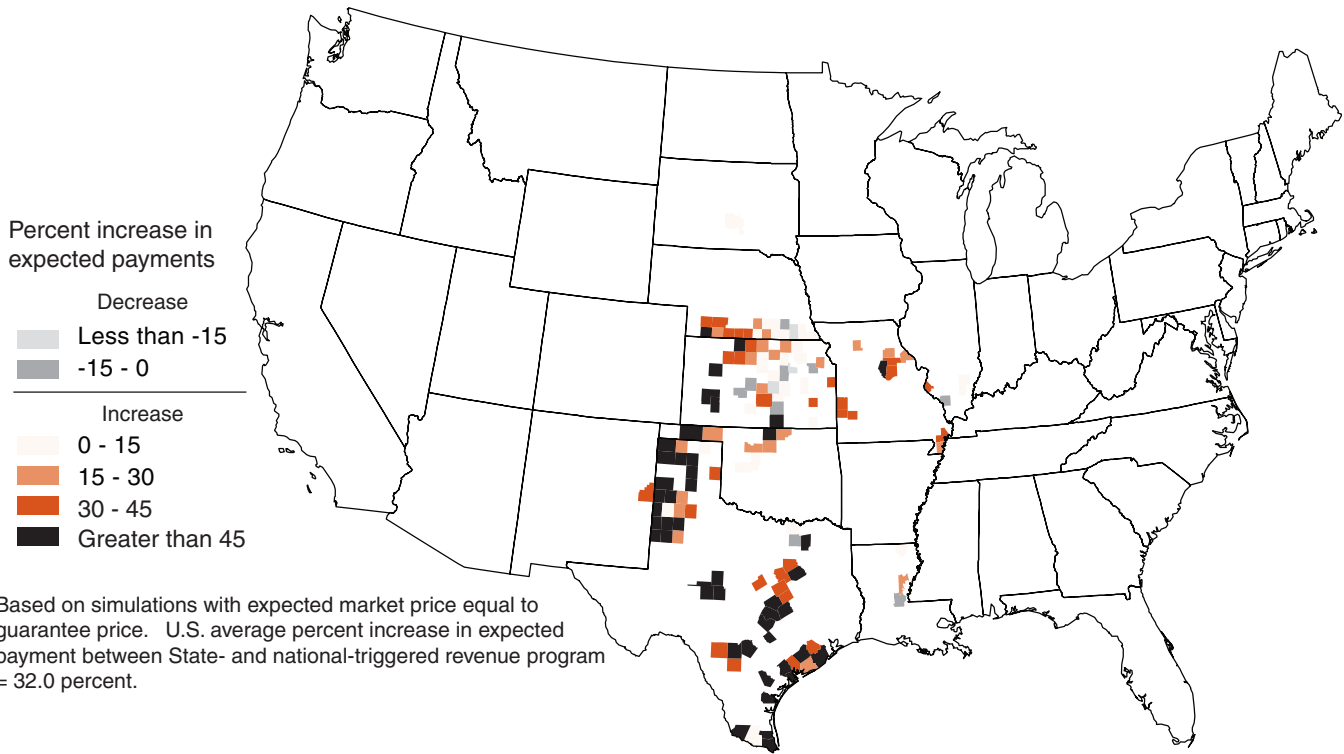 Percent increase in
expected payments
Decrease
Less than -15
-15 - 0
Increase
0 - 15
15 - 30
30 - 45
Greater than 45
Based on simulations with expected market price equal to
guarantee price. U.S. average percent increase in expected
payment between State- and national-triggered revenue program
= 32.0 percent.